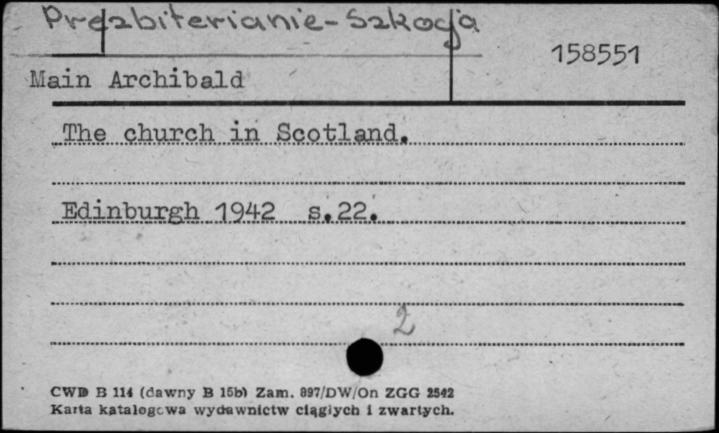 Prezbiterianie-Szkocja
158551
Main Archibald
The church in Scotland.
Edinburgh 1942 s.22.
2
CWD B 114 (dawny B 15b) Zam. 897/DW/On ZGG 2542
Karta katalogowa wydawnictw ciągłych i zwartych.